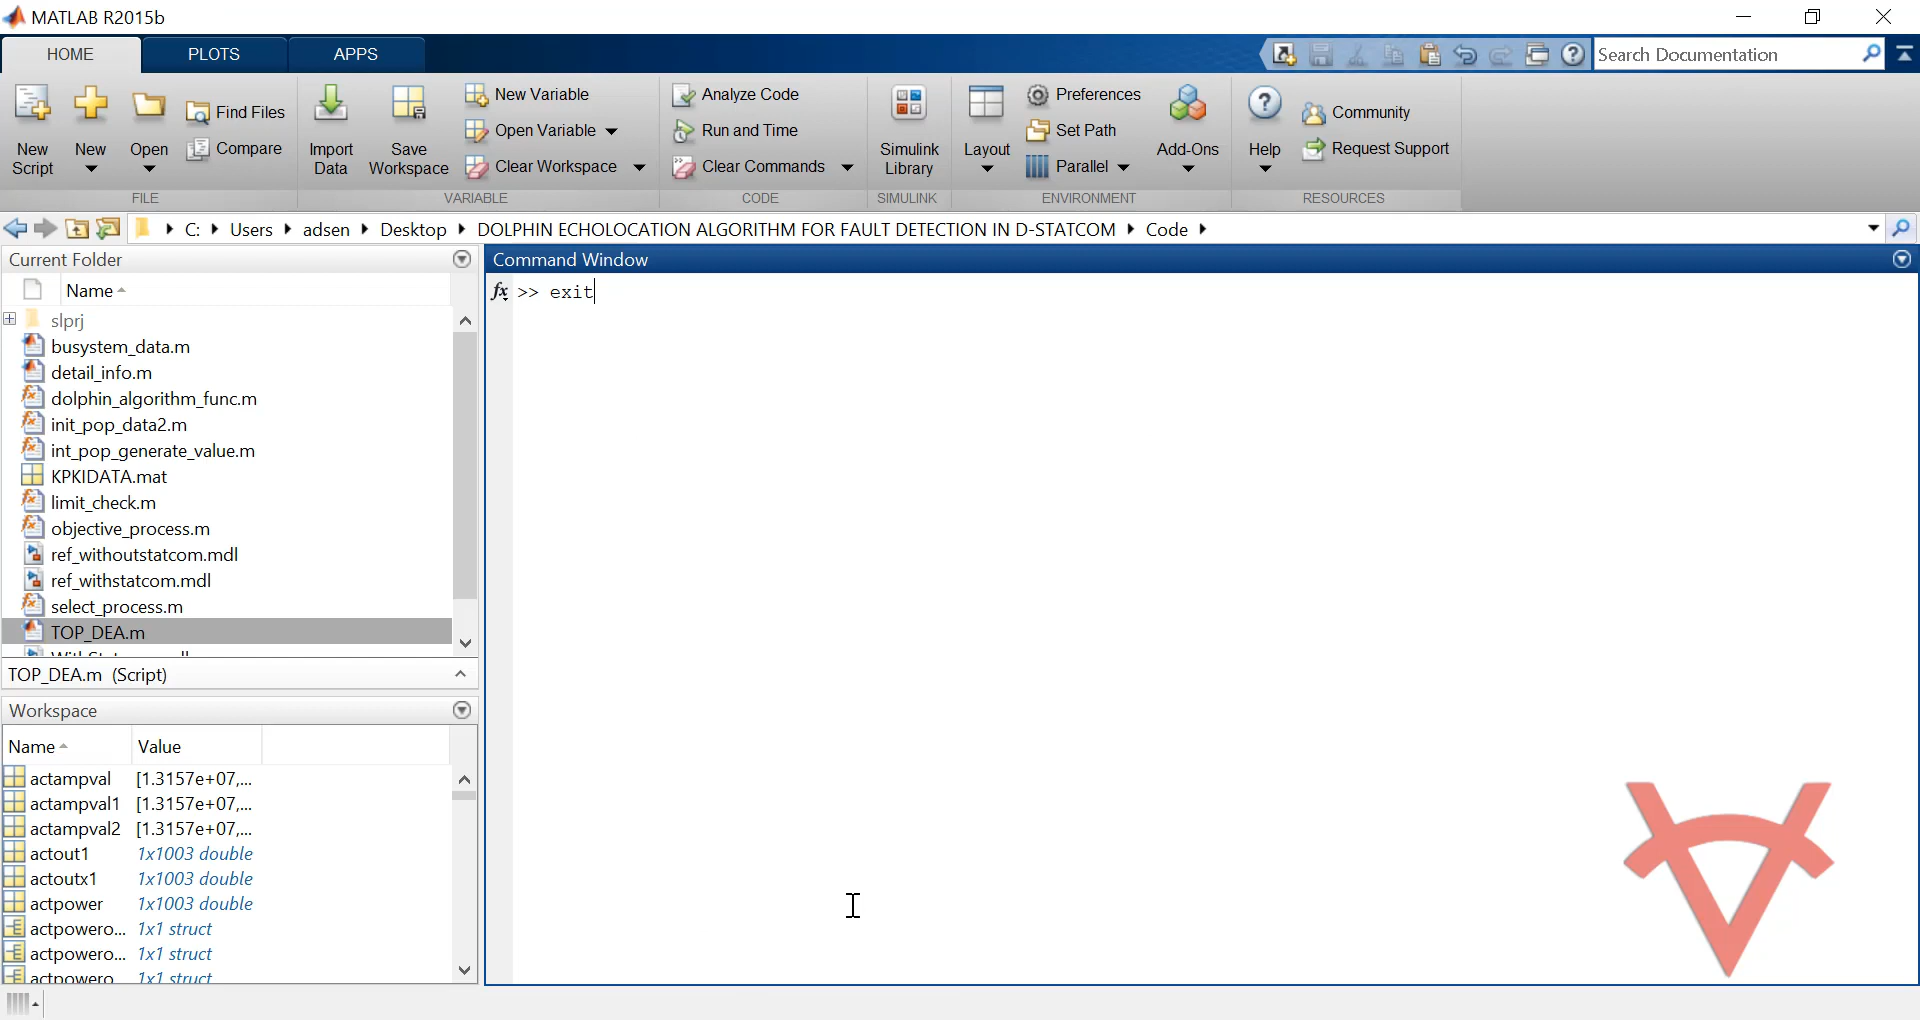 MATLAB R2015b
HOME PLOTS APPS
Search Documentation
New Script
New
Open
Find Files
Compare
FILE
Import Data
Save Workspace
New Variable
Open Variable
Clear Workspace
VARIABLE
Analyze Code
Run and Time
Clear Commands
CODE
Simulink Library
SIMULINK
Layout
Preferences
Set Path
Parallel
Add-Ons
ENVIRONMENT
Help
Community
Request Support
RESOURCES
C: Users adsen Desktop DOLPHIN ECHOLOCATION ALGORITHM FOR FAULT DETECTION IN D-STATCOM Code
Current Folder
Name
slprj
busystem_data.m
detail_info.m
dolphin_algorithm_func.m
init_pop_data2.m
int_pop_generate_value.m
KPKIDATA.mat
limit_check.m
objective_process.m
ref_withoutstatcom.mdl
ref_withstatcom.mdl
select_process.m
TOP_DEA.m
TOP_DEA.m (Script)
Workspace
Name Value
actampval [1.3157e+07,...
actampval1 [1.3157e+07,...
actampval2 [1.3157e+07,...
actout1 1x1003 double
actoutx1 1x1003 double
actpower 1x1003 double
actpowero... 1x1 struct
actpowero... 1x1 struct
actpowero... 1x1 struct
Command Window
fx >> exit